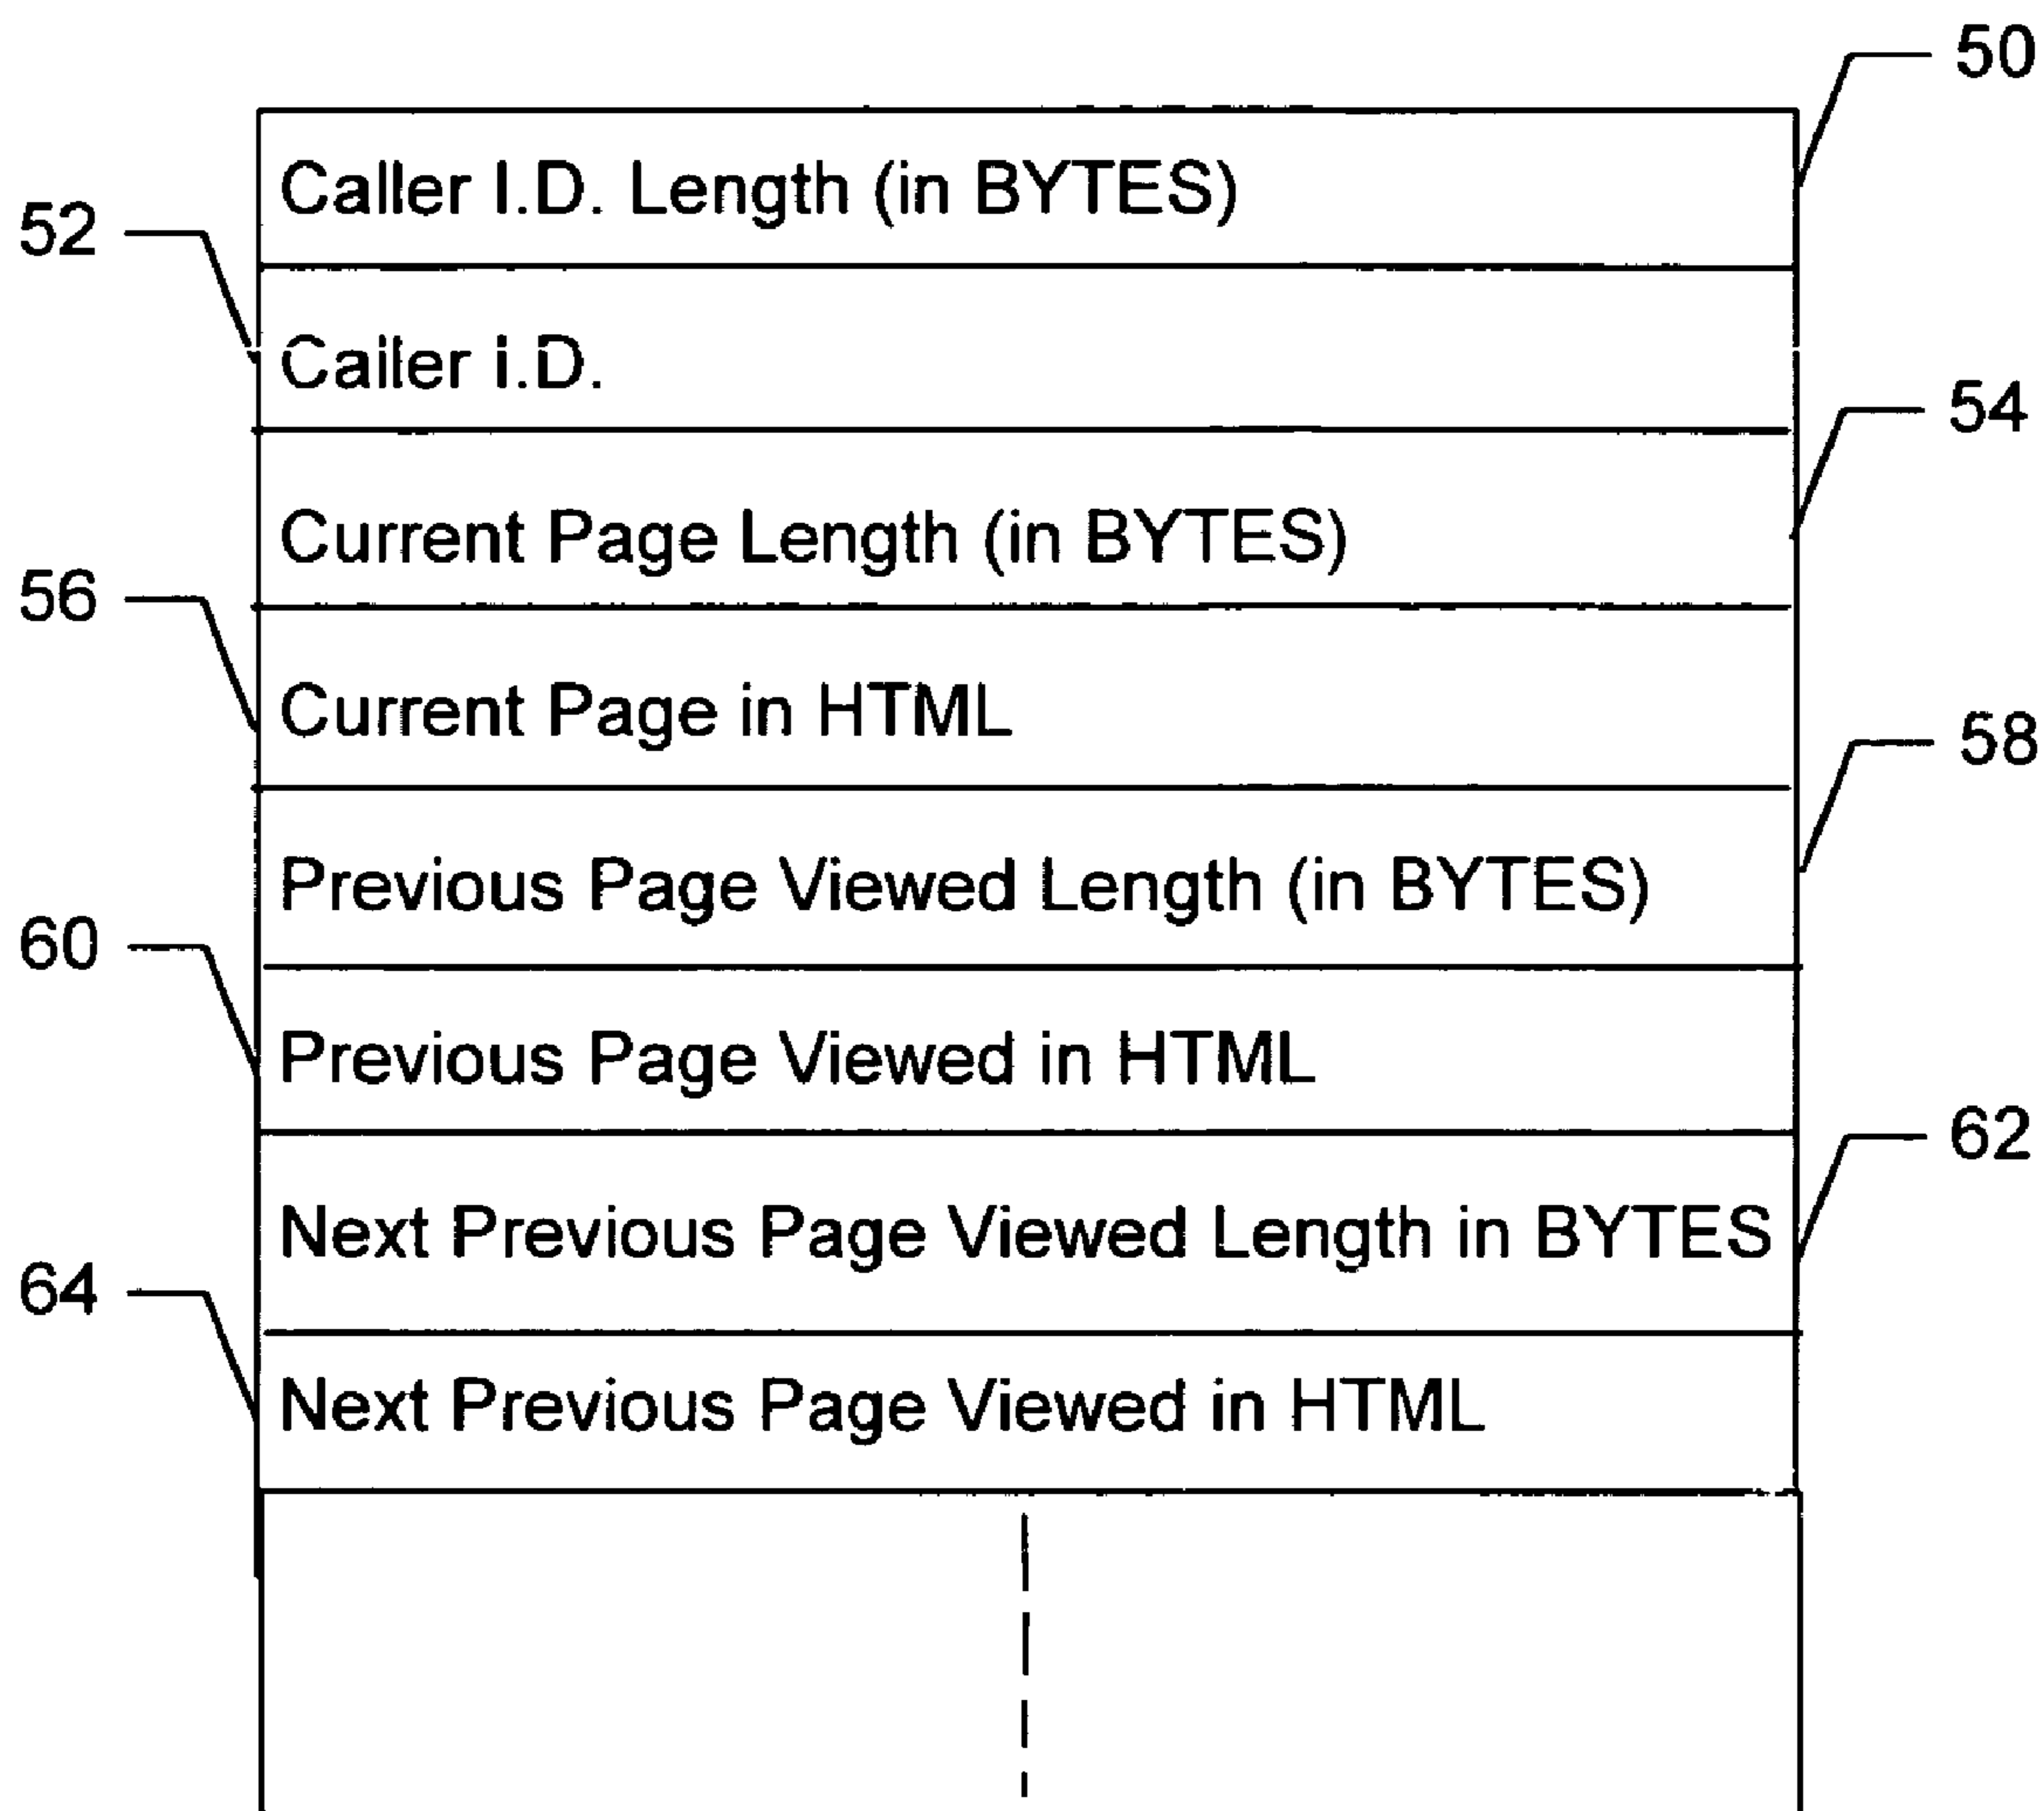 50
Caller I.D. Length (in BYTES)
52
Caller I.D.
54
Current Page Length (in BYTES)
56
Current Page in HTML
58
Previous Page Viewed Length (in BYTES)
60
Previous Page Viewed in HTML
62
Next Previous Page Viewed Length in BYTES
64
Next Previous Page Viewed in HTML